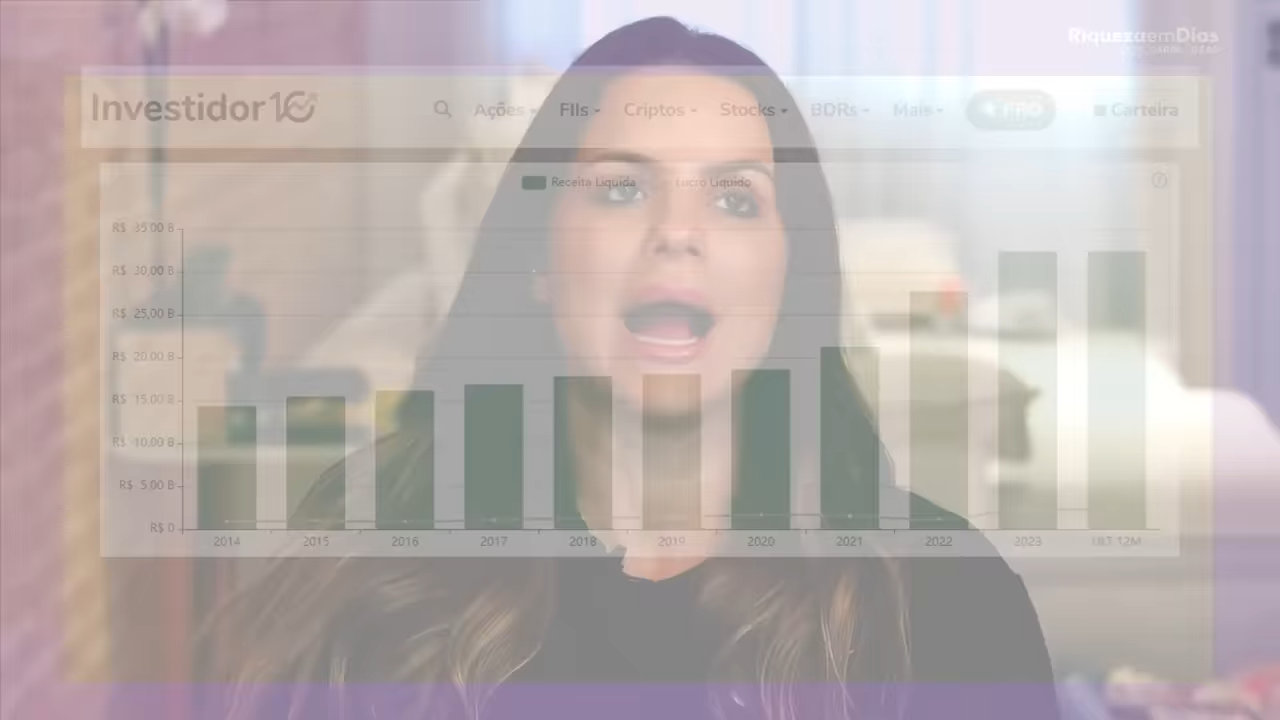 RiquezaemDias
Investidor10
Ações
FIIs
Criptos
Stocks
BDRs
Mais
PRO
Carteira
Receita Líquida
Lucro Líquido
R$ 35,00 B
R$ 30,00 B
R$ 25,00 B
R$ 20,00 B
R$ 15,00 B
R$ 10,00 B
R$ 5,00 B
R$ 0
2014
2015
2016
2017
2018
2019
2020
2021
2022
2023
ULT 12M